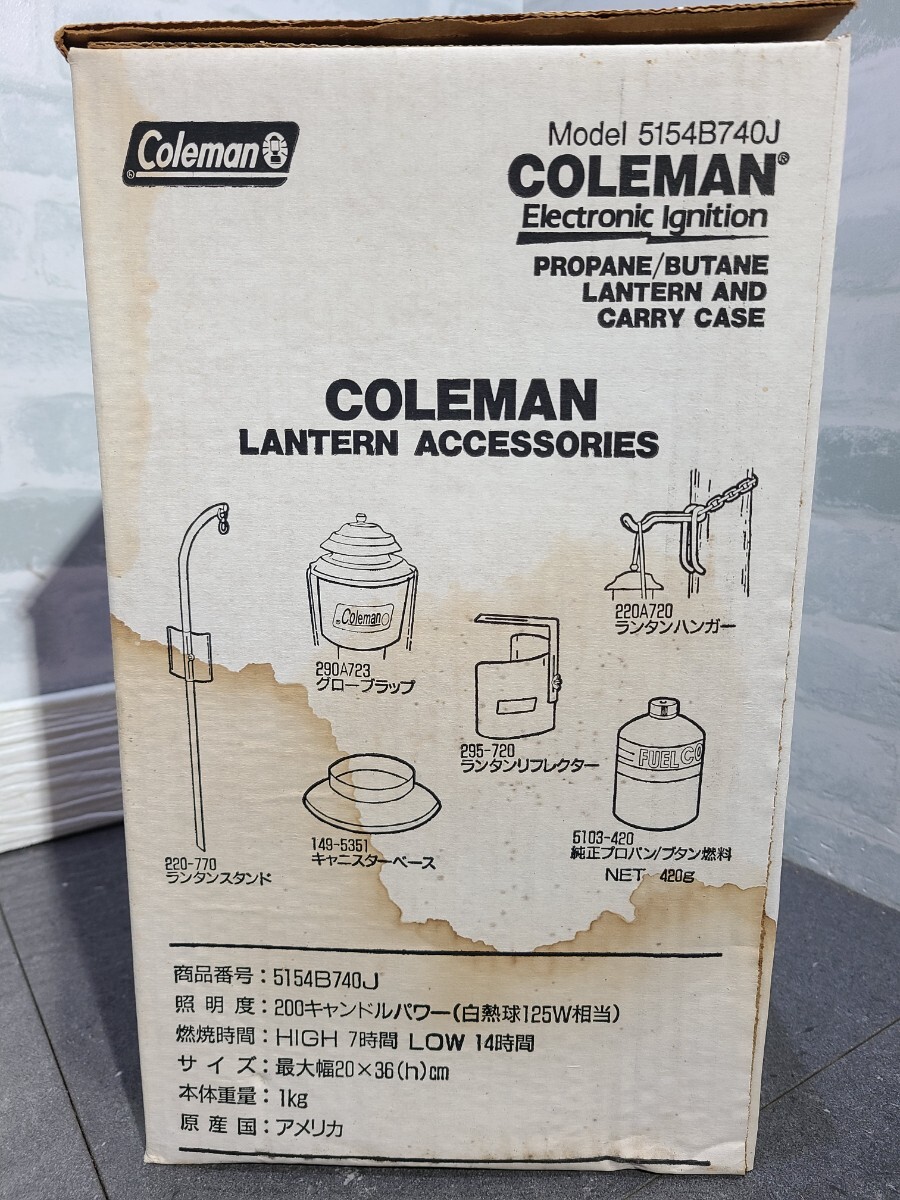 Coleman
®
Model 5154B740J
COLEMAN®
Electronic Ignition
PROPANE/BUTANE
LANTERN AND
CARRY CASE
COLEMAN
LANTERN ACCESSORIES
®Coleman
290A723
グローブラップ
220A720
ランタンハンガー
295-720
ランタンリフレクター
FUEL CO
220-770
ランタンスタンド
149-5351
キャニスターベース
5103-420
純正プロパン/ブタン燃料
NET 420g
商品番号:5154B740J
照明度:200キャンドルパワー(白熱球125W相当)
燃焼時間:HIGH 7時間 LOW 14時間
サイズ:最大幅20×36(h)cm
本体重量:1kg
原産国:アメリカ